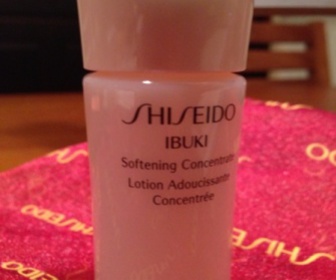 SHISEIDO
IBUKI
Softening Concentrate
Lotion Adoucissante
Concentrée